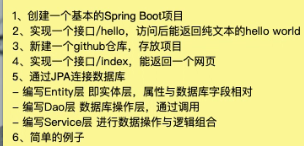 1、创建一个基本的Spring Boot项目
2、实现一个接口/hello，访问后能返回纯文本的hello world
3、新建一个github仓库，存放项目
4、实现一个接口/index，能返回一个网页
5、通过JPA连接数据库
- 编写Entity层 即实体层，属性与数据库字段相对
- 编写Dao层 数据库操作层，通过调用
- 编写Service层 进行数据操作与逻辑组合
6、简单的例子